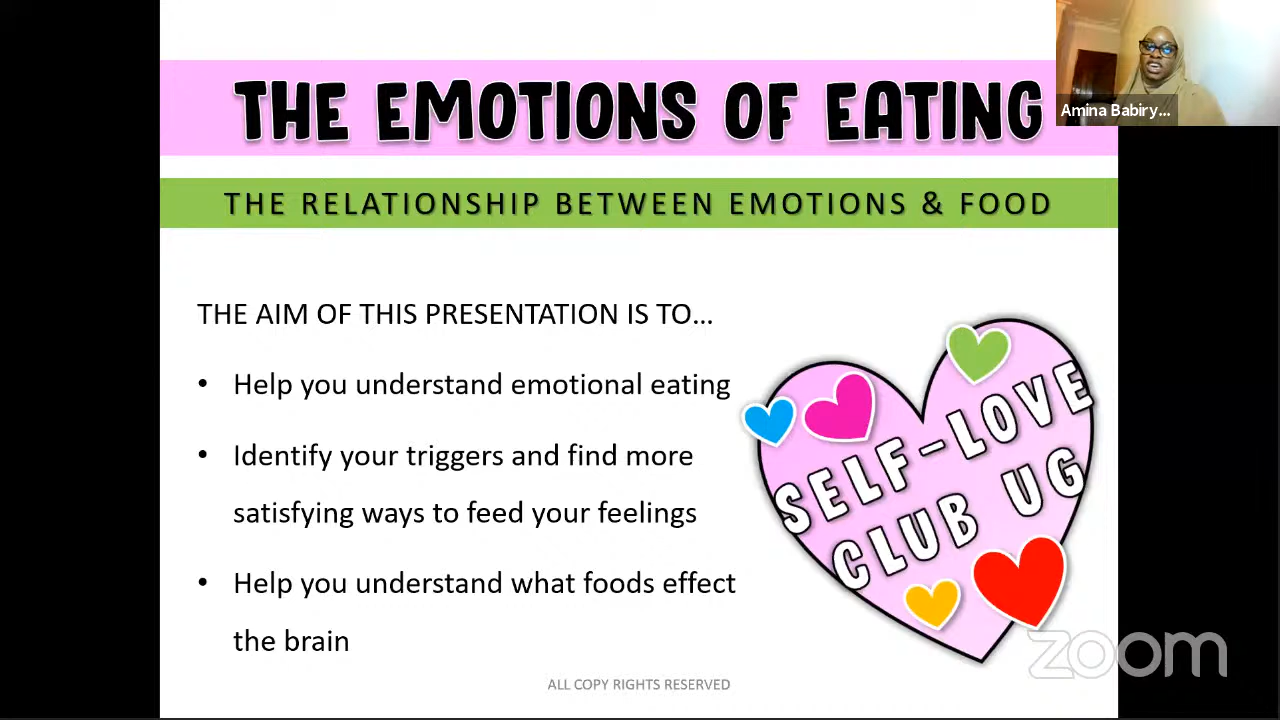 THE EMOTIONS OF EATING
Amina Babiry...
THE RELATIONSHIP BETWEEN EMOTIONS & FOOD
THE AIM OF THIS PRESENTATION IS TO...
• Help you understand emotional eating
• Identify your triggers and find more
satisfying ways to feed your feelings
• Help you understand what foods effect
the brain
SELF-LOVE
CLUB UG
zoom
ALL COPY RIGHTS RESERVED